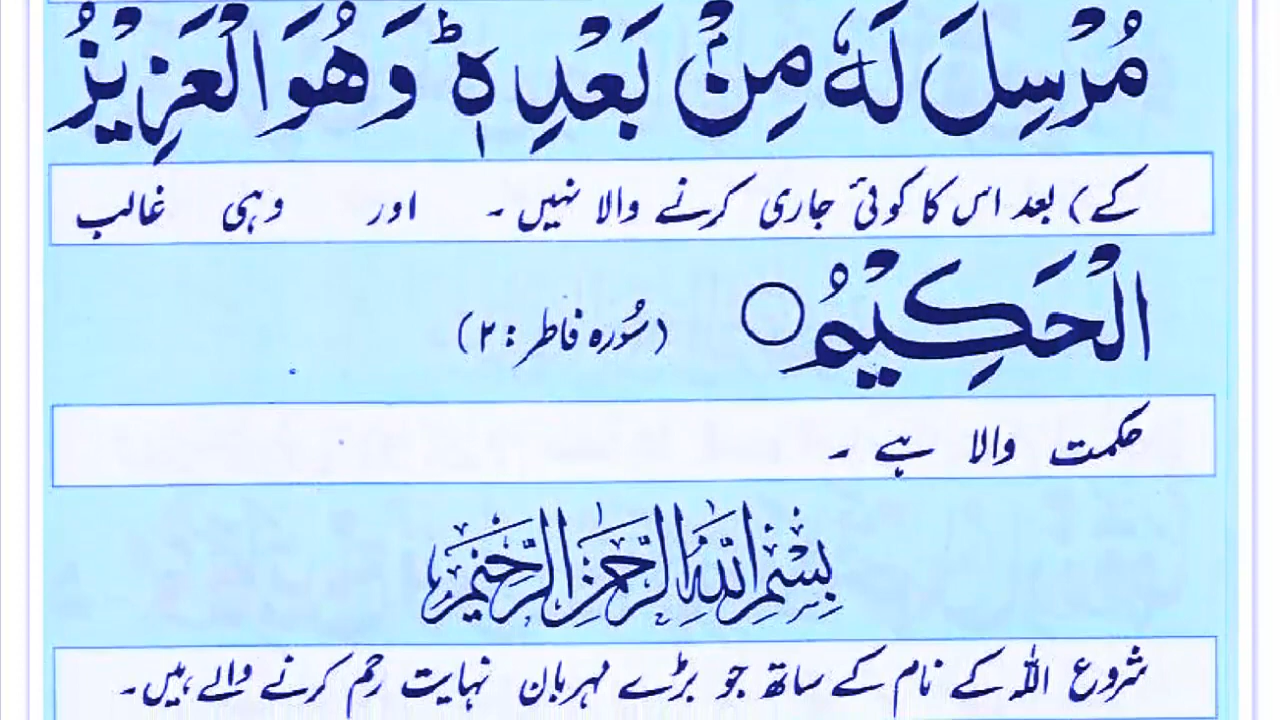 مُرْسِلَ لَهٗ مِنْۢ بَعْدِهٖ ؕ وَهُوَ الْعَزِیْزُ
کے) بعد اس کا کوئی جاری کرنے والا نہیں۔ اور وہی غالب
الْحَکِیْمُ ○ (سُورہ فاطر: ۲)
حکمت والا ہے ۔
بِسْمِ اللّٰهِ الرَّحْمٰنِ الرَّحِیْمِ
شروع اللہ کے نام کے ساتھ جو بڑے مہربان نہایت رحم کرنے والے ہیں۔